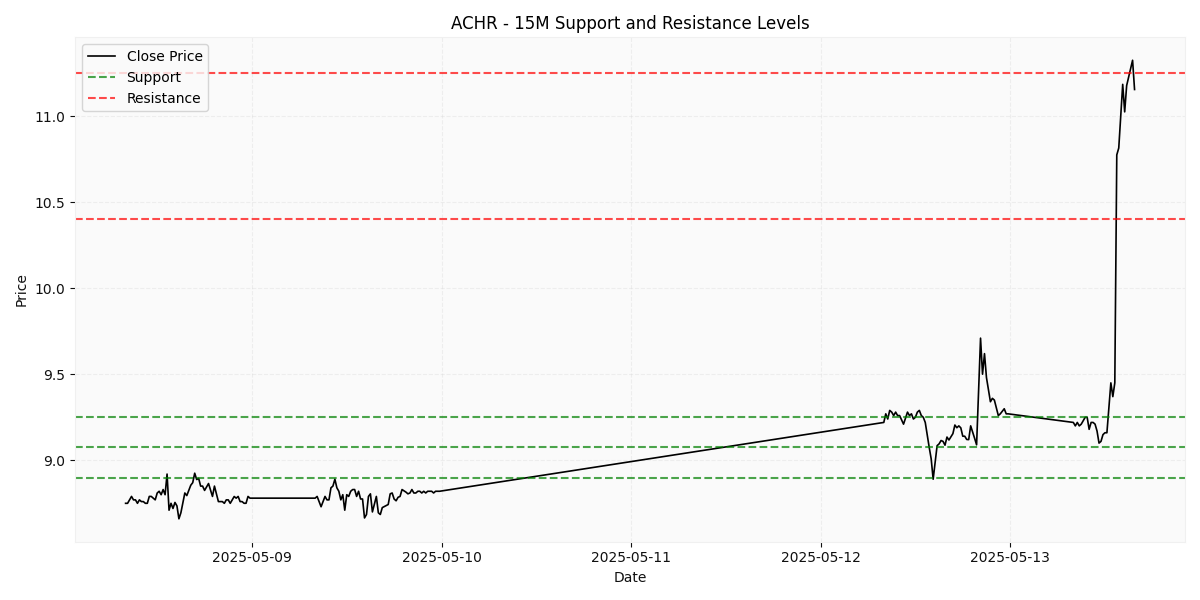 ACHR - 15M Support and Resistance Levels
Close Price
Support
Resistance
Price
11.0
10.5
10.0
9.5
9.0
2025-05-09
2025-05-10
2025-05-11
2025-05-12
2025-05-13
Date